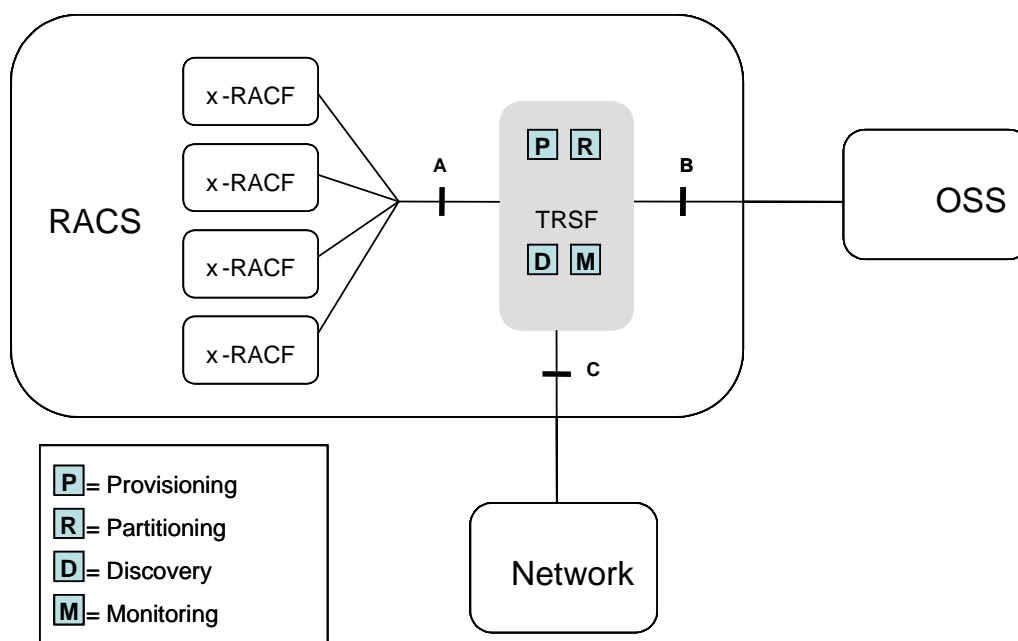 x-RACF
x-RACF
x-RACF
x-RACF
RACS
A
P R
TRSF
D M
B
OSS
C
Network
P = Provisioning
R = Partitioning
D = Discovery
M = Monitoring